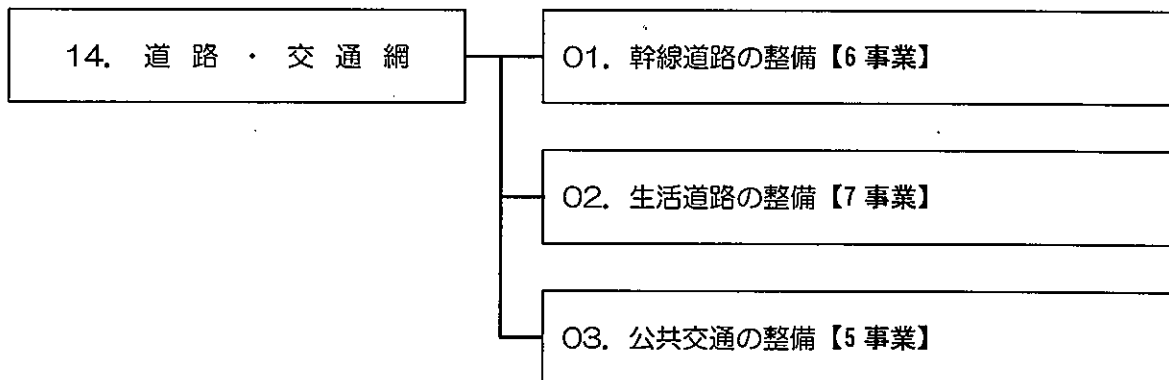 14. 道路・交通網
01. 幹線道路の整備【6事業】
02. 生活道路の整備【7事業】
03. 公共交通の整備【5事業】